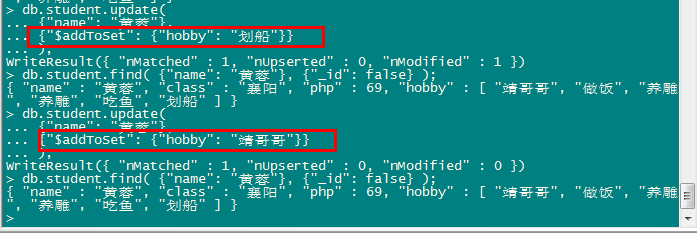 > db.student.update(
... {"name": "黄蓉"},
... {"$addToSet": {"hobby": "划船"}}
... );
WriteResult({ "nMatched" : 1, "nUpserted" : 0, "nModified" : 1 })
> db.student.find( {"name": "黄蓉"}, {"_id": false} );
{ "name" : "黄蓉", "class" : "襄阳", "php" : 69, "hobby" : [ "靖哥哥", "做饭", "养雕
", "养雕", "吃鱼", "划船" ] }
> db.student.update(
... {"name": "黄蓉"},
... {"$addToSet": {"hobby": "靖哥哥"}}
... );
WriteResult({ "nMatched" : 1, "nUpserted" : 0, "nModified" : 0 })
> db.student.find( {"name": "黄蓉"}, {"_id": false} );
{ "name" : "黄蓉", "class" : "襄阳", "php" : 69, "hobby" : [ "靖哥哥", "做饭", "养雕
", "养雕", "吃鱼", "划船" ] }
>